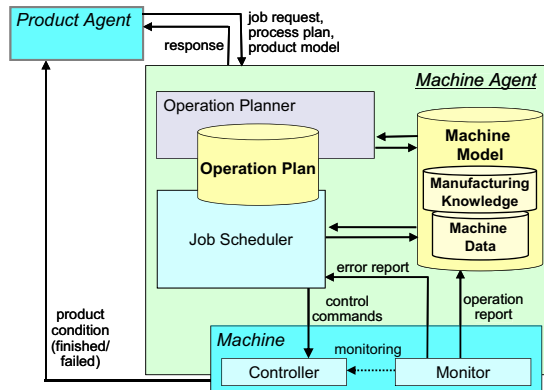 Product Agent
job request,
process plan,
product model
response
Machine Agent
Operation Planner
Operation Plan
Machine
Model
Manufacturing
Knowledge
Machine
Data
Job Scheduler
error report
control
commands
operation
report
product
condition
(finished/
failed)
Machine
monitoring
Controller
Monitor